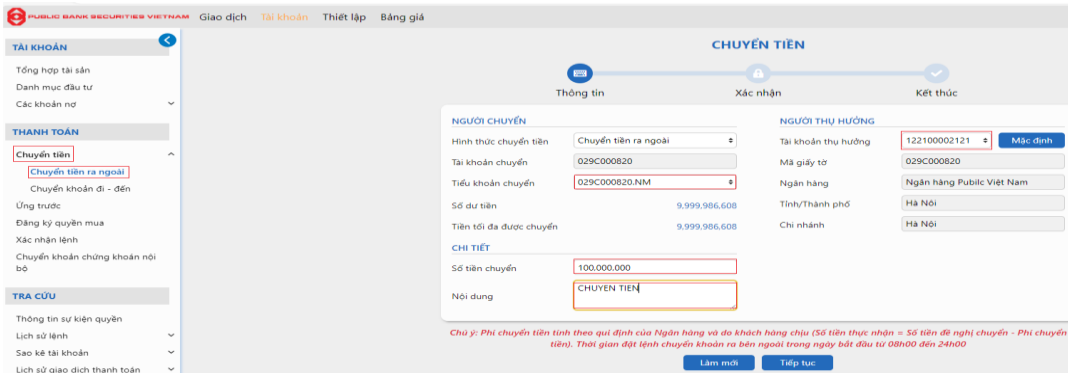 PUBLIC BANK SECURITIES VIETNAM Giao dịch Tài khoản Thiết lập Bảng giá
TÀI KHOẢN
Tổng hợp tài sản
Danh mục đầu tư
Các khoản nợ
THANH TOÁN
Chuyển tiền
Chuyển tiền ra ngoài
Chuyển khoản đi - đến
Ứng trước
Đăng ký quyền mua
Xác nhận lệnh
Chuyển khoản chứng khoán nội
bộ
TRA CỨU
Thông tin sự kiện quyền
Lịch sử lệnh
Sao kê tài khoản
Lịch sử giao dịch thanh toán
CHUYỂN TIỀN
Thông tin Xác nhận Kết thúc
NGƯỜI CHUYỂN
Hình thức chuyển tiền Chuyển tiền ra ngoài
Tài khoản chuyển 029C000820
Tiểu khoản chuyển 029C000820.NM
Số dư tiền 9,999,986,608
Tiền tối đa được chuyển 9,999,986,608
CHI TIẾT
Số tiền chuyển 100,000,000
Nội dung CHUYEN TIEN
NGƯỜI THỤ HƯỞNG
Tài khoản thụ hưởng 122100002121 Mặc định
Mã giấy tờ 029C000820
Ngân hàng Ngân hàng Pubilc Việt Nam
Tỉnh/Thành phố Hà Nội
Chi nhánh Hà Nội
Chú ý: Phí chuyển tiền tính theo qui định của Ngân hàng và do khách hàng chịu (Số tiền thực nhận = Số tiền đề nghị chuyển - Phí chuyển
tiền). Thời gian đặt lệnh chuyển khoản ra bên ngoài trong ngày bắt đầu từ 08h00 đến 24h00
Làm mới Tiếp tục